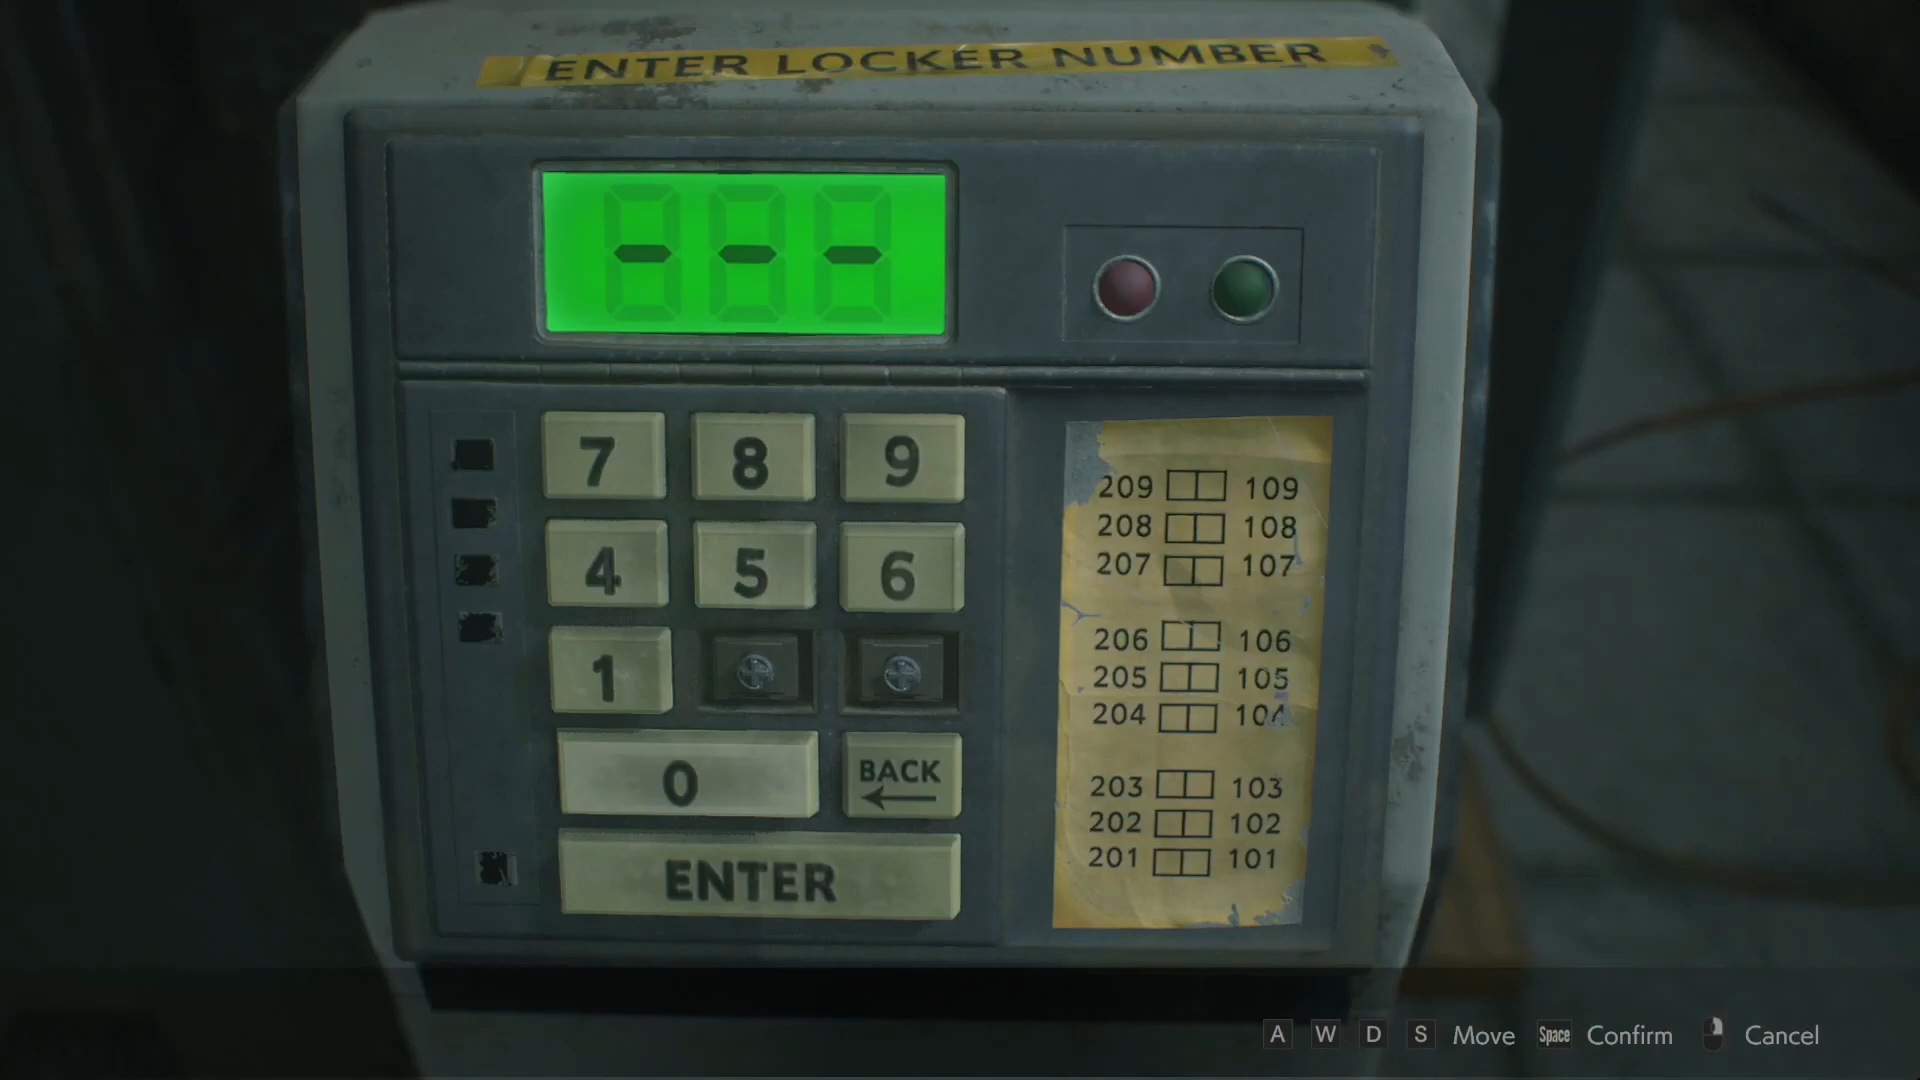 ENTER LOCKER NUMBER
- - -
7 8 9
4 5 6
1
0 BACK
ENTER
209 109
208 108
207 107
206 106
205 105
204 104
203 103
202 102
201 101
A W D S Move Space Confirm Cancel